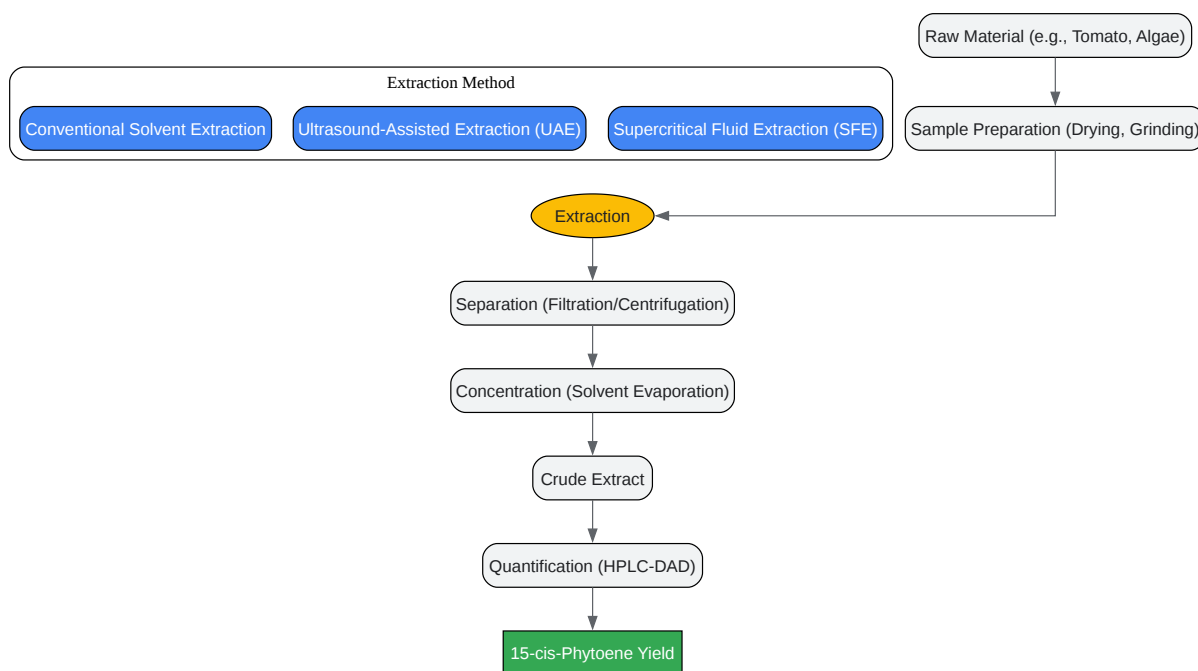 Raw Material (e.g., Tomato, Algae)
Extraction Method
Conventional Solvent Extraction
Ultrasound-Assisted Extraction (UAE)
Supercritical Fluid Extraction (SFE)
Sample Preparation (Drying, Grinding)
Extraction
Separation (Filtration/Centrifugation)
Concentration (Solvent Evaporation)
Crude Extract
Quantification (HPLC-DAD)
15-cis-Phytoene Yield